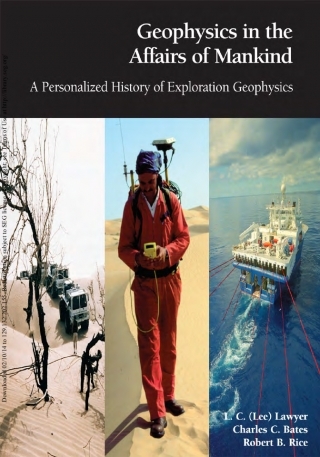 Geophysics in the
Affairs of Mankind
A Personalized History of Exploration Geophysics
L. C. (Lee) Lawyer
Charles C. Bates
Robert B. Rice